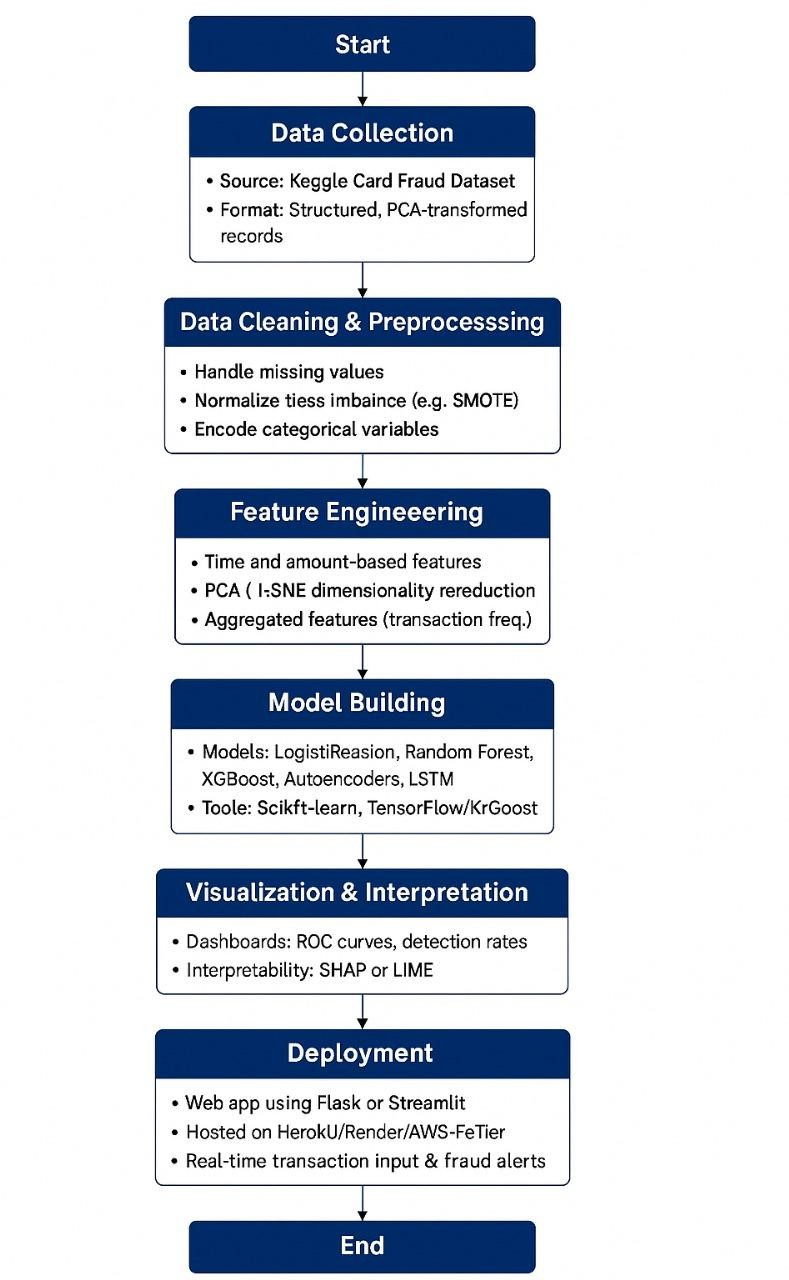 Start
Data Collection
• Source: Keggle Card Fraud Dataset
• Format: Structured, PCA-transformed
records
Data Cleaning & Preprocesssing
• Handle missing values
• Normalize tiess imbaince (e.g. SMOTE)
• Encode categorical variables
Feature Engineeering
• Time and amount-based features
• PCA ( I-SNE dimensionality rereduction
• Aggregated features (transaction freq.)
Model Building
• Models: LogistiReasion, Random Forest,
XGBoost, Autoencoders, LSTM
• Toole: Scikft-learn, TensorFlow/KrGoost
Visualization & Interpretation
• Dashboards: ROC curves, detection rates
• Interpretability: SHAP or LIME
Deployment
• Web app using Flask or Streamlit
• Hosted on HerokU/Render/AWS-FeTier
• Real-time transaction input & fraud alerts
End